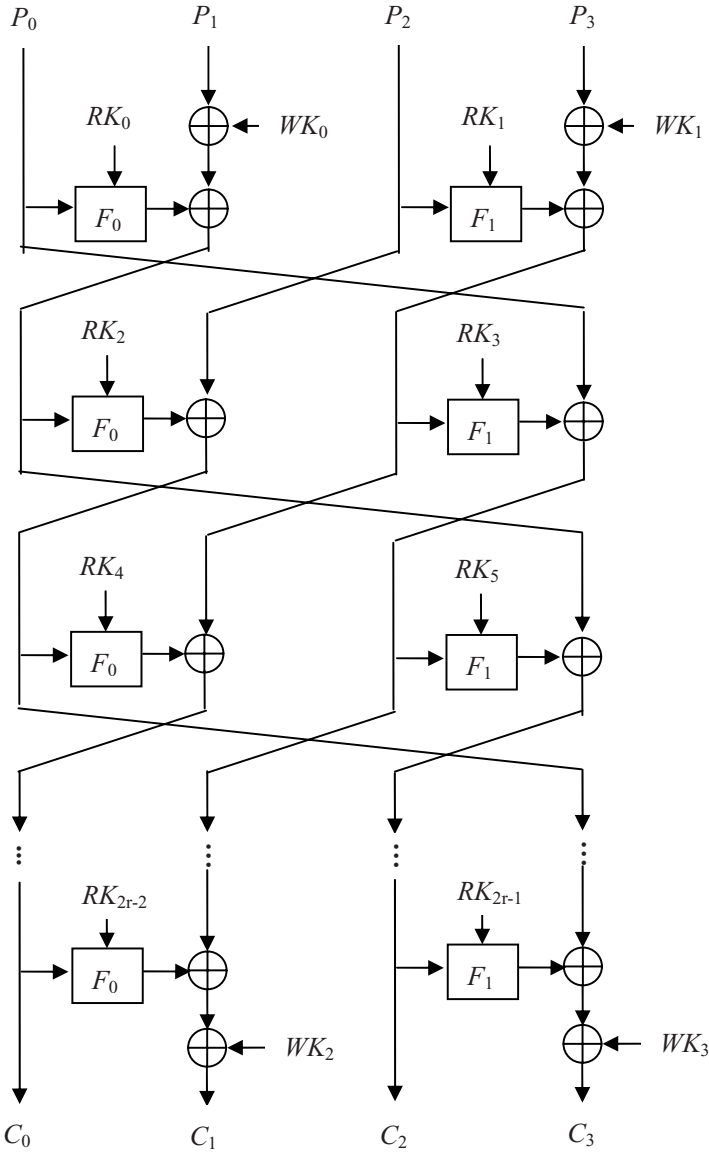 P₀ P₁ P₂ P₃
RK₀ WK₀ RK₁ WK₁
F₀ F₁
RK₂ RK₃
F₀ F₁
RK₄ RK₅
F₀ F₁
... ... ... ...
RK₂ᵣ₋₂ RK₂ᵣ₋₁
F₀ F₁
WK₂ WK₃
C₀ C₁ C₂ C₃